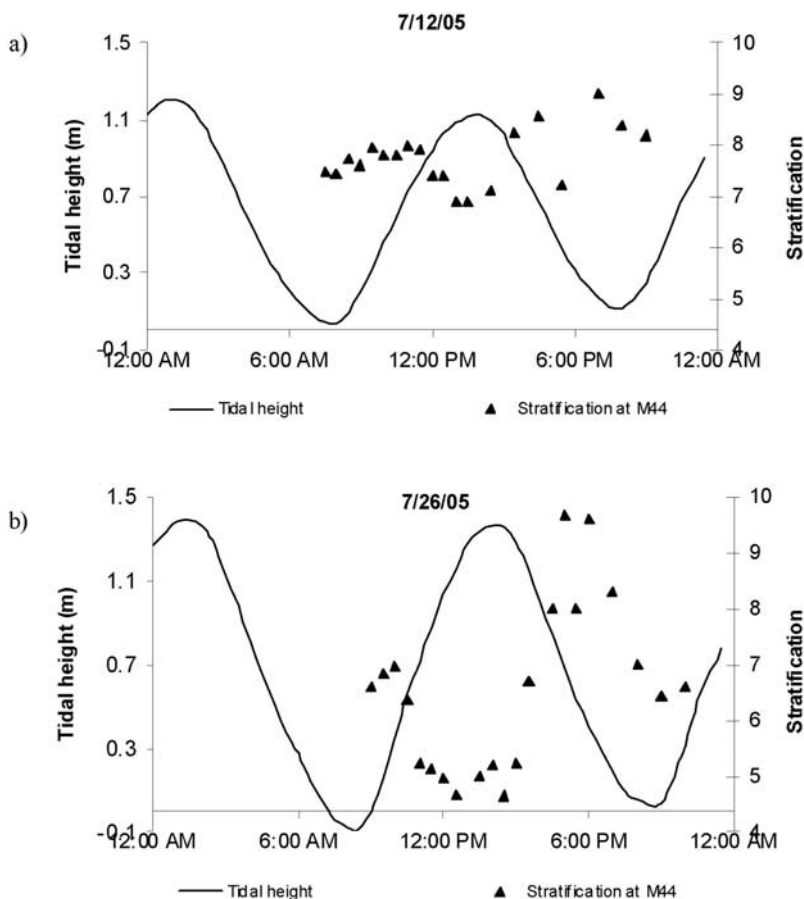 a)
7/12/05
Tidal height (m)
1.5
1.1
0.7
0.3
-0.1
10
9
8
7
6
5
4
Stratification
12:00 AM 6:00 AM 12:00 PM 6:00 PM 12:00 AM
Tidal height Stratification at M44
b)
7/26/05
Tidal height (m)
1.5
1.1
0.7
0.3
-0.1
10
9
8
7
6
5
4
Stratification
12:00 AM 6:00 AM 12:00 PM 6:00 PM 12:00 AM
Tidal height Stratification at M44